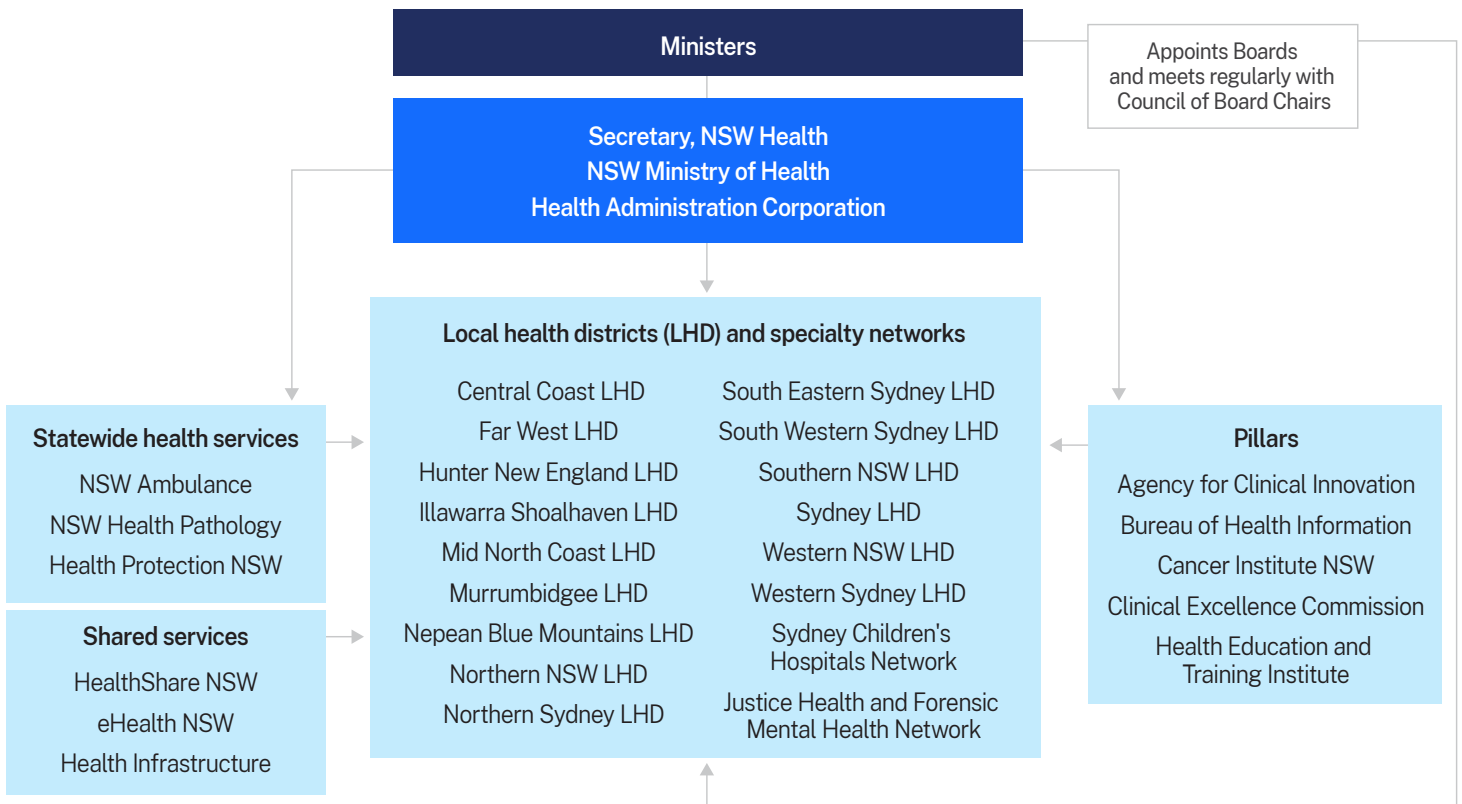 Ministers
Appoints Boards
and meets regularly with
Council of Board Chairs
Secretary, NSW Health
NSW Ministry of Health
Health Administration Corporation
Local health districts (LHD) and specialty networks
Central Coast LHD
Far West LHD
Hunter New England LHD
Illawarra Shoalhaven LHD
Mid North Coast LHD
Murrumbidgee LHD
Nepean Blue Mountains LHD
Northern NSW LHD
Northern Sydney LHD
South Eastern Sydney LHD
South Western Sydney LHD
Southern NSW LHD
Sydney LHD
Western NSW LHD
Western Sydney LHD
Sydney Children's
Hospitals Network
Justice Health and Forensic
Mental Health Network
Statewide health services
NSW Ambulance
NSW Health Pathology
Health Protection NSW
Shared services
HealthShare NSW
eHealth NSW
Health Infrastructure
Pillars
Agency for Clinical Innovation
Bureau of Health Information
Cancer Institute NSW
Clinical Excellence Commission
Health Education and
Training Institute